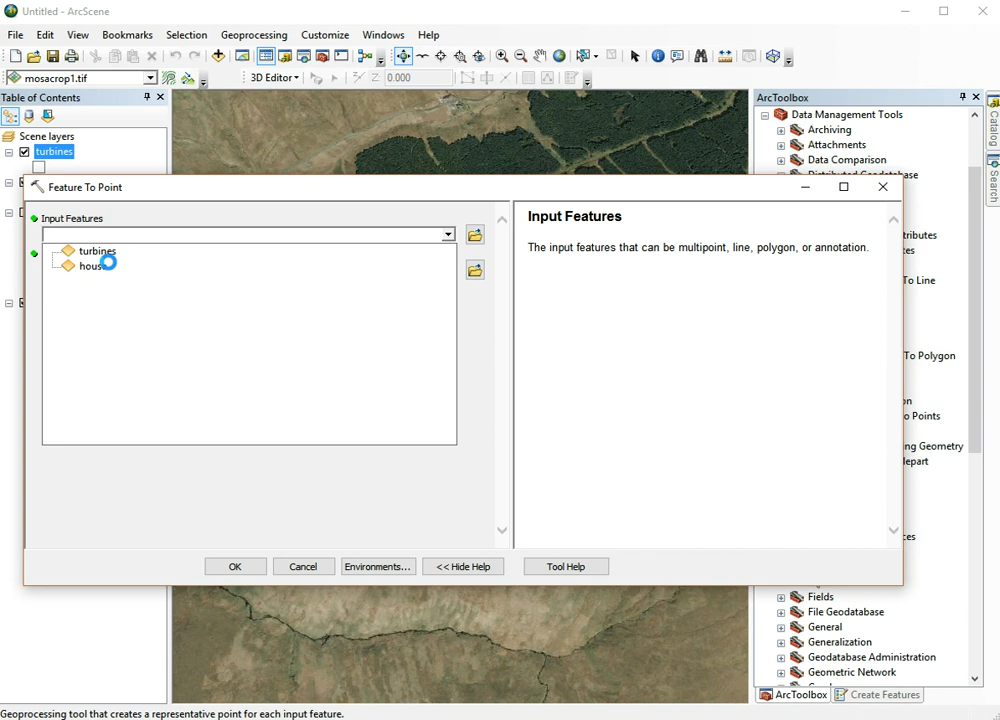 Untitled - ArcScene
File Edit View Bookmarks Selection Geoprocessing Customize Windows Help
3D Editor 0.000
mosacrop1.tif
Table of Contents
Scene layers
turbines
ArcToolbox
Data Management Tools
Archiving
Attachments
Data Comparison
Catalog
Search
Feature To Point
Input Features
turbines
OK Cancel Environments... << Hide Help Tool Help
Input Features
The input features that can be multipoint, line, polygon, or annotation.
To Line
To Polygon
o Points
ng Geometry
Fields
File Geodatabase
General
Generalization
Geodatabase Administration
Geometric Network
ArcToolbox Create Features
Geoprocessing tool that creates a representative point for each input feature.